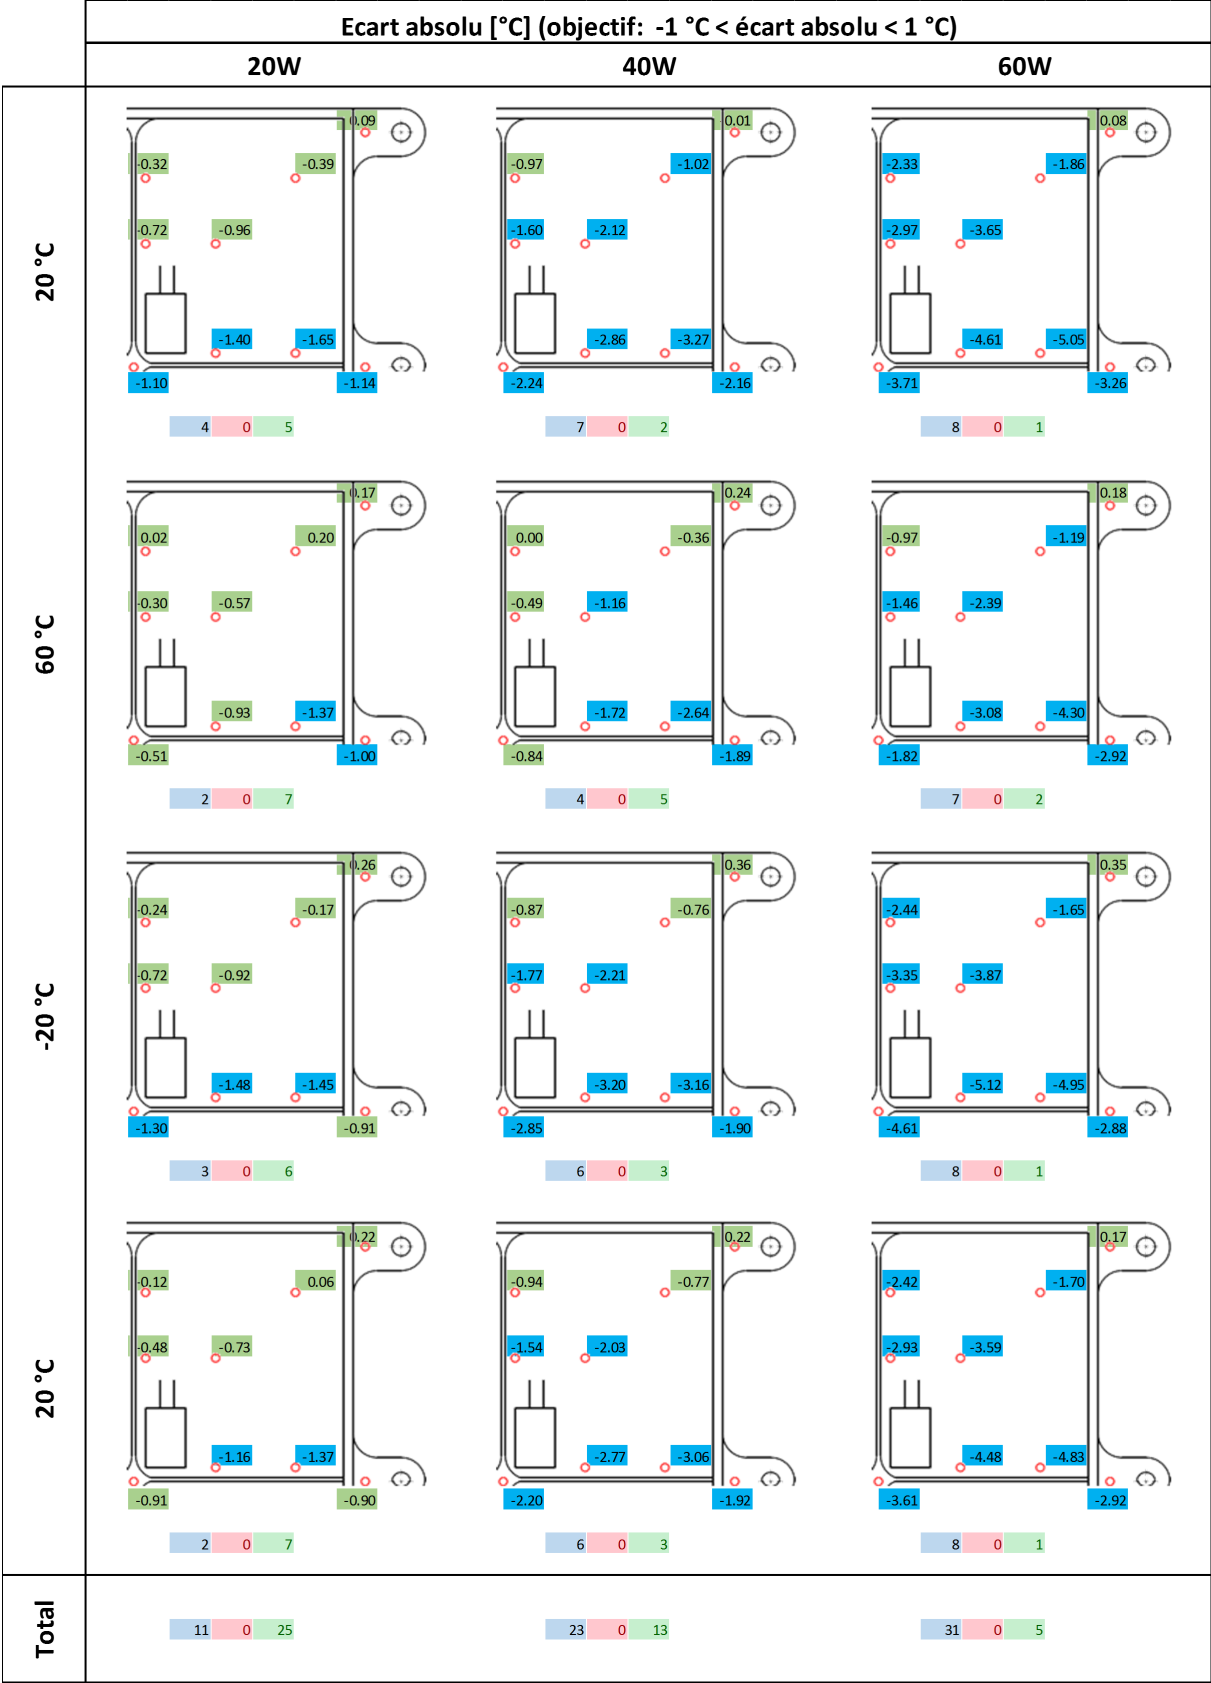 Ecart absolu [°C] (objectif:  -1 °C < écart absolu < 1 °C)
20W 40W 60W
20 °C
0.09 0.01 0.08
-0.32 -0.39 -0.97 -1.02 -2.33 -1.86
-0.72 -0.96 -1.60 -2.12 -2.97 -3.65
-1.40 -1.65 -2.86 -3.27 -4.61 -5.05
-1.10 -1.14 -2.24 -2.16 -3.71 -3.26
4 0 5 7 0 2 8 0 1
60 °C
0.17 0.24 0.18
0.02 0.20 0.00 -0.36 -0.97 -1.19
-0.30 -0.57 -0.49 -1.16 -1.46 -2.39
-0.93 -1.37 -1.72 -2.64 -3.08 -4.30
-0.51 -1.00 -0.84 -1.89 -1.82 -2.92
2 0 7 4 0 5 7 0 2
-20 °C
0.26 0.36 0.35
-0.24 -0.17 -0.87 -0.76 -2.44 -1.65
-0.72 -0.92 -1.77 -2.21 -3.35 -3.87
-1.48 -1.45 -3.20 -3.16 -5.12 -4.95
-1.30 -0.91 -2.85 -1.90 -4.61 -2.88
3 0 6 6 0 3 8 0 1
20 °C
0.22 0.22 0.17
-0.12 0.06 -0.94 -0.77 -2.42 -1.70
-0.48 -0.73 -1.54 -2.03 -2.93 -3.59
-1.16 -1.37 -2.77 -3.06 -4.48 -4.83
-0.91 -0.90 -2.20 -1.92 -3.61 -2.92
2 0 7 6 0 3 8 0 1
Total
11 0 25 23 0 13 31 0 5